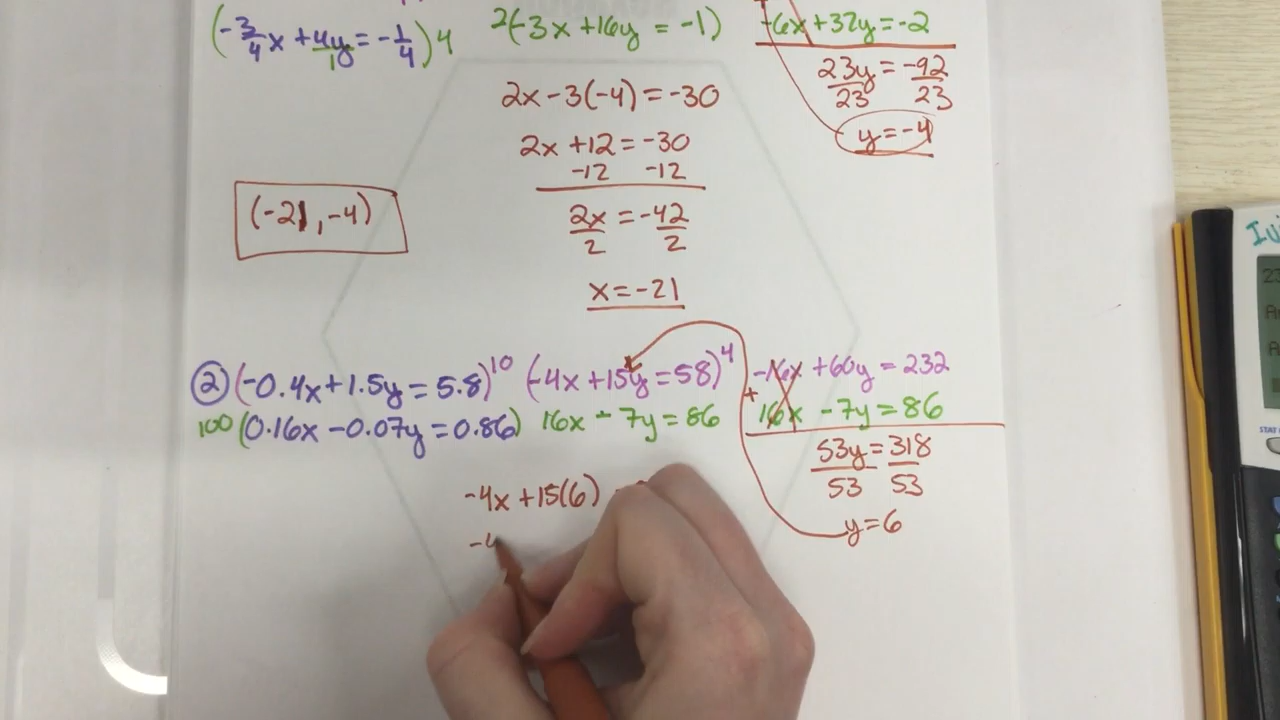 (-3/4x + 4y/1 = -1/4)4 2(-3x + 16y = -1) -6x + 32y = -2
23y/23 = -92/23
y = -4
2x - 3(-4) = -30
2x + 12 = -30
-12 -12
2x/2 = -42/2
x = -21
(-21, -4)
② (-0.4x + 1.5y = 5.8)10 (-4x + 15y = 58)4 -16x + 60y = 232
100(0.16x - 0.07y = 0.86) 16x - 7y = 86 + 16x - 7y = 86
53y/53 = 318/53
y = 6
-4x + 15(6)
-4